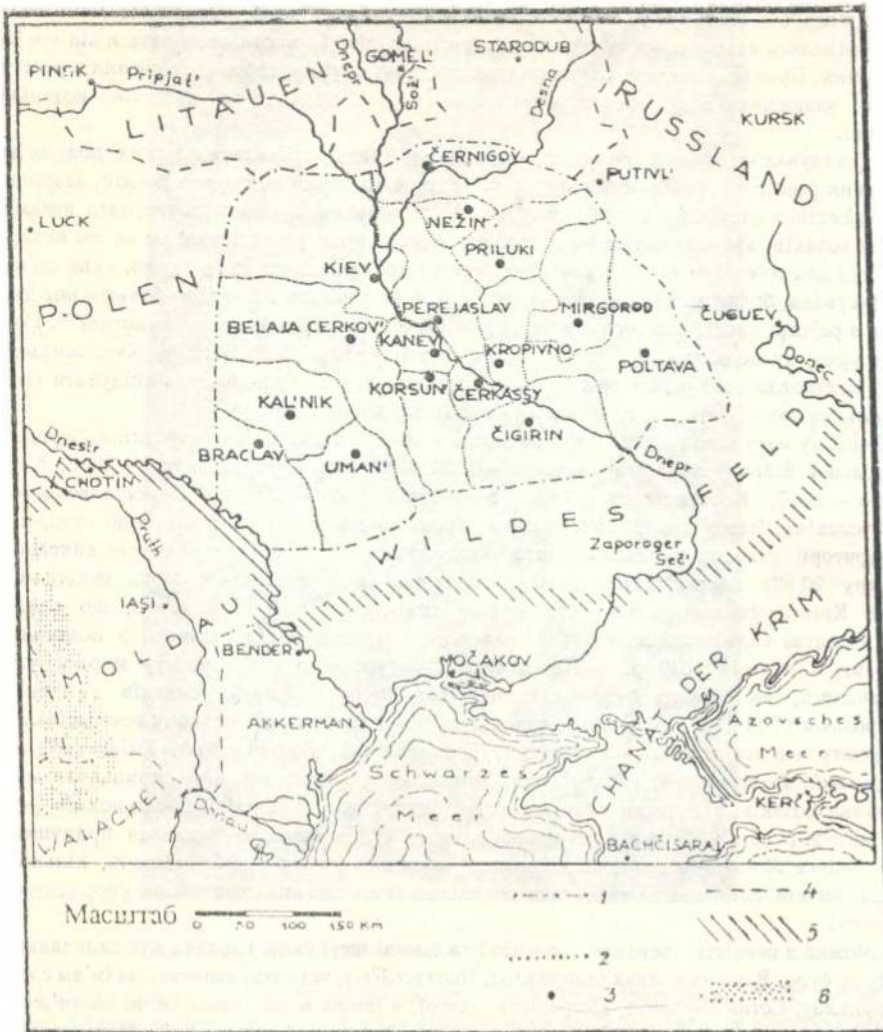 GOMEL'
STARODUB
PINSK
Pripjat'
Dnepr
Sož'
Desna
LITAUEN
RUSSLAND
KURSK
ČERNIGOV
PUTIVL'
NEŽIN
LUCK
PRILUKI
POLEN
KIEV
PEREJASLAV
MIRGOROD
ČUGUEV
BELAJA CERKOV'
KANEV
KROPIVNO
POLTAVA
Donec
KORSUN'
ČERKASSY
KAL'NIK
ČIGIRIN
BRACLAV
UMAN'
Dnepr
Dnestr
CHOTIN
WILDES FELD
Zaporoger
Seč'
Pruth
IASI
MOLDAU
BENDER
OČAKOV
CHANAT DER KRIM
AKKERMAN
Azovsches
Meer
Schwarzes
Meer
KERČ
WALACHEI
BACHČISARAJ
1
4
Масштаб
0 50 100 150 KM
5
2
3
6